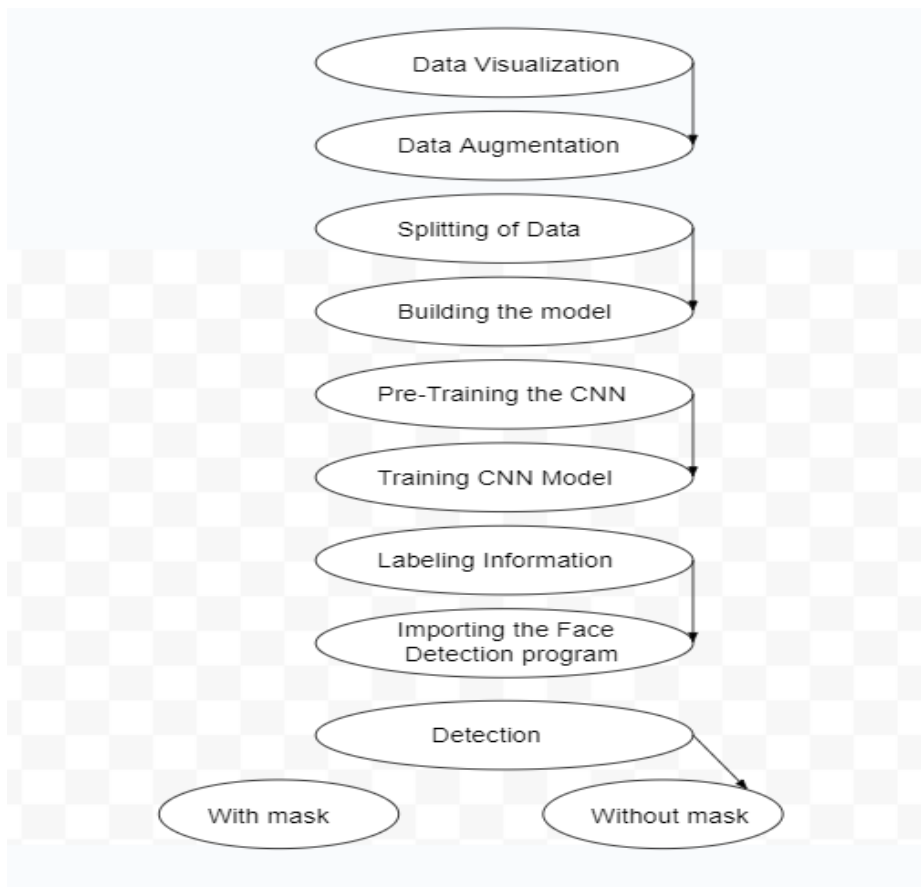 Data Visualization
Data Augmentation
Splitting of Data
Building the model
Pre-Training the CNN
Training CNN Model
Labeling Information
Importing the Face
Detection program
Detection
With mask
Without mask